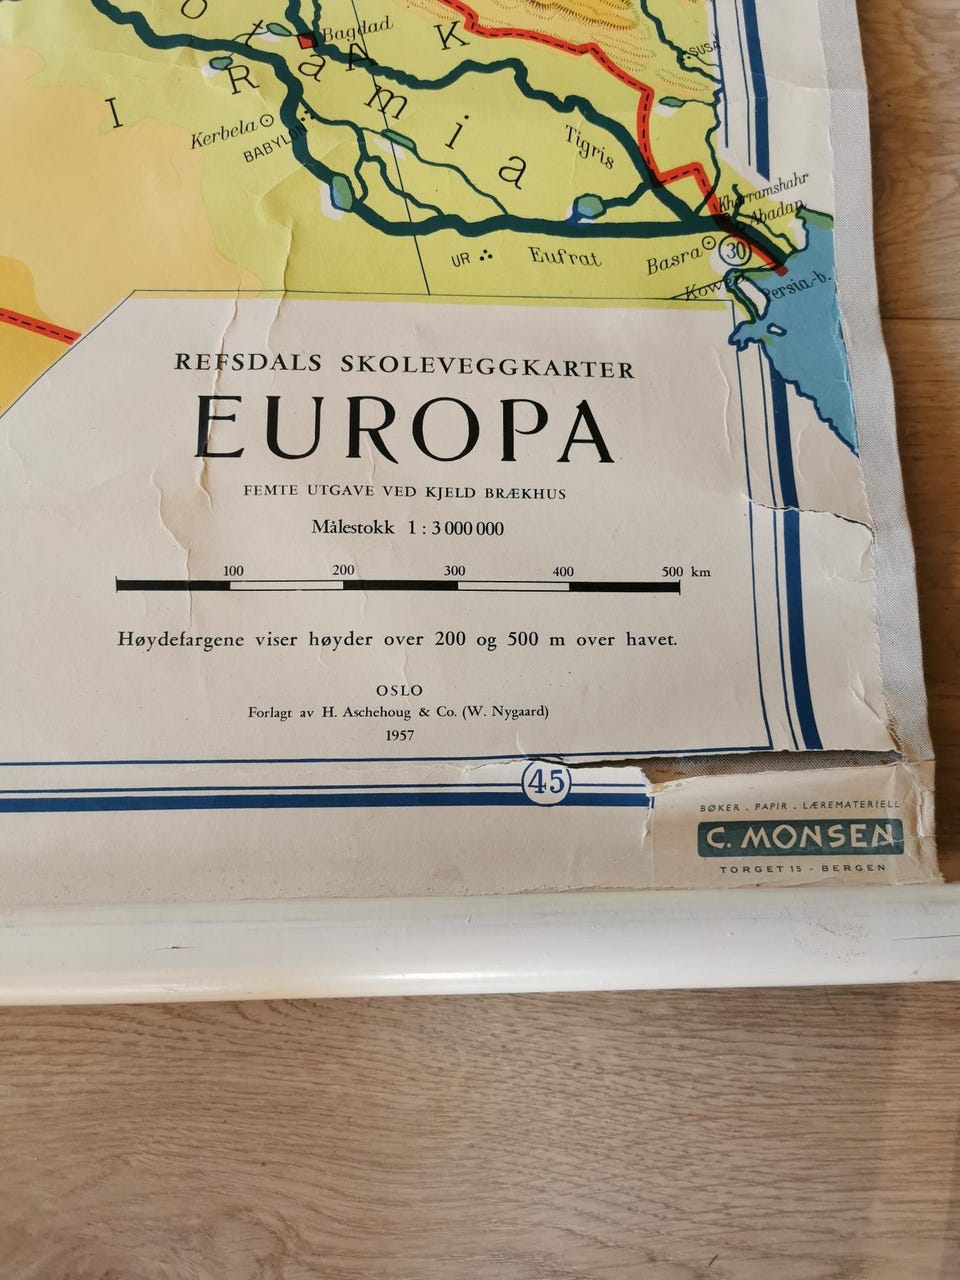 Bagdad
I R A K
o t a m i a
SUSA
Kerbela
BABYLON
Tigris
Khorramshahr
Abadan
UR
Eufrat
Basra
30
Persia-b.
REFSDALS SKOLEVEGGKARTER
EUROPA
FEMTE UTGAVE VED KJELD BRÆKHUS
Målestokk 1 : 3 000 000
100 200 300 400 500 km
Høydefargene viser høyder over 200 og 500 m over havet.
OSLO
Forlagt av H. Aschehoug & Co. (W. Nygaard)
1957
45
BØKER . PAPIR . LÆREMATERIELL
C. MONSEN
TORGET 15 - BERGEN